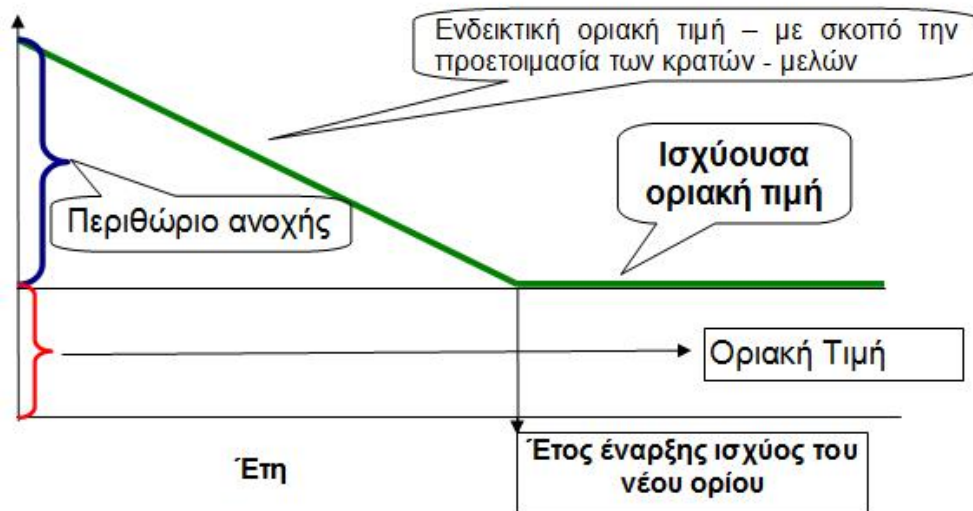 Ενδεικτική οριακή τιμή – με σκοπό την
προετοιμασία των κρατών - μελών
Ισχύουσα
οριακή τιμή
Περιθώριο ανοχής
Οριακή Τιμή
Έτη
Έτος έναρξης ισχύος του
νέου ορίου